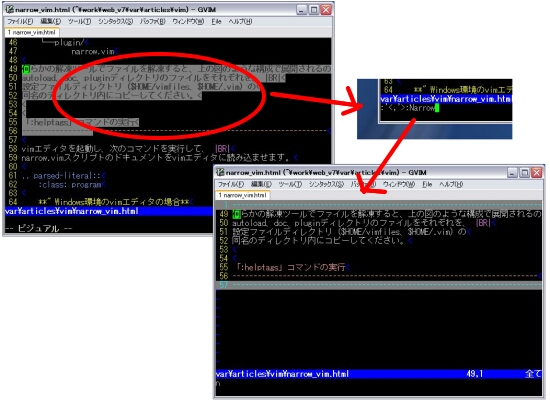 narrow_vim.html (~¥work¥web_v7¥var¥articles¥vim) - GVIM
ファイル(F) 編集(E) ツール(T) シンタックス(S) バッファ(B) ウィンドウ(W) File ヘルプ(H)
1 narrow_vim.html
46 └─plugin/
47 narrow.vim
48
49 何らかの解凍ツールでファイルを解凍すると、上の図のような構成で展開されるの
50 autoload、doc、pluginディレクトリのファイルをそれぞれを、 |BR|
51 設定ファイルディレクトリ ($HOME/vimfiles、$HOME/.vim) の
52 同名のディレクトリ内にコピーしてください。
53
54
55 「:helptags」コマンドの実行
56
57
58 vimエディタを起動し、次のコマンドを実行して、 |BR|
59 narrow.vimスクリプトのドキュメントをvimエディタに読み込ませます。
60
61 .. parsed-literal::
62 :class: program
63
64 **" Windows環境のvimエディタの場合**
var¥articles¥vim¥narrow_vim.html
-- ビジュアル --
63
64 **" Windows環境のvimエデ
var¥articles¥vim¥narrow_vim.html
:'<,'>:Narrow
narrow_vim.html (~¥work¥web_v7¥var¥articles¥vim) - GVIM
ファイル(F) 編集(E) ツール(T) シンタックス(S) バッファ(B) ウィンドウ(W) File ヘルプ(H)
1 narrow_vim.html
49 何らかの解凍ツールでファイルを解凍すると、上の図のような構成で展開されるの
50 autoload、doc、pluginディレクトリのファイルをそれぞれを、 |BR|
51 設定ファイルディレクトリ ($HOME/vimfiles、$HOME/.vim) の
52 同名のディレクトリ内にコピーしてください。
55 「:helptags」コマンドの実行
56
57
var¥articles¥vim¥narrow_vim.html 49,1 全て
n